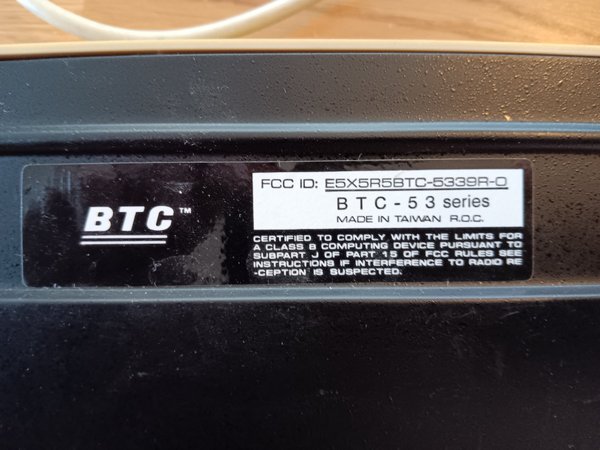 BTC™
FCC ID: E5X5R5BTC-5339R-O
BTC-53 series
MADE IN TAIWAN R.O.C.
CERTIFIED TO COMPLY WITH THE LIMITS FOR
A CLASS B COMPUTING DEVICE PURSUANT TO
SUBPART J OF PART 15 OF FCC RULES SEE
INSTRUCTIONS IF INTERFERENCE TO RADIO RE
-CEPTION IS SUSPECTED.